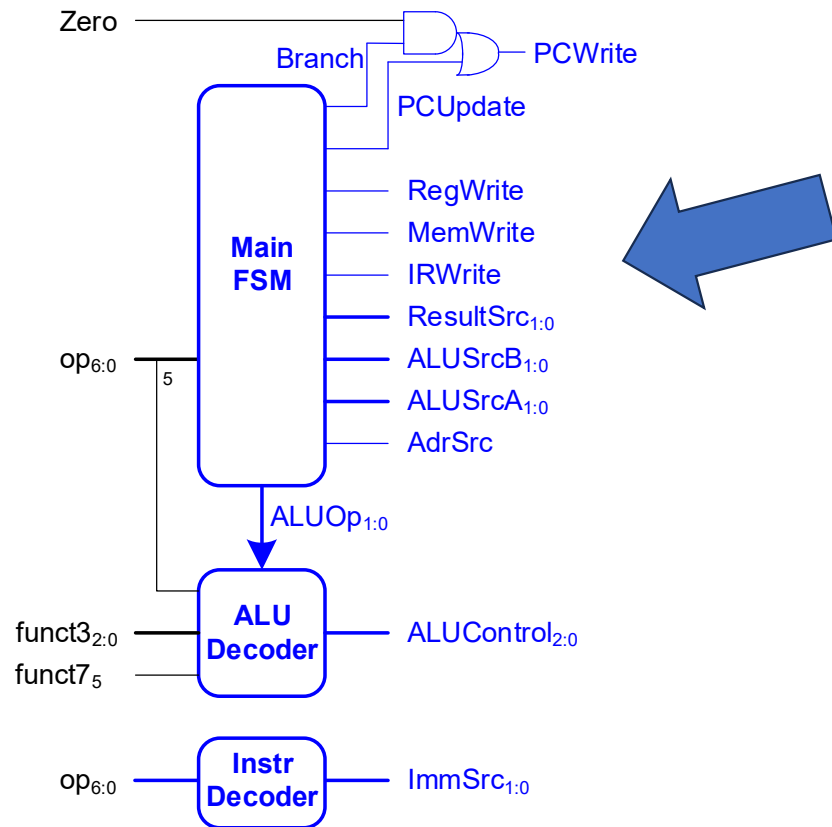 Zero
Branch
PCWrite
PCUpdate
RegWrite
MemWrite
Main
FSM
IRWrite
ResultSrc1:0
op6:0
5
ALUSrcB1:0
ALUSrcA1:0
AdrSrc
ALUOp1:0
ALU
Decoder
funct32:0
funct75
ALUControl2:0
op6:0
Instr
Decoder
ImmSrc1:0